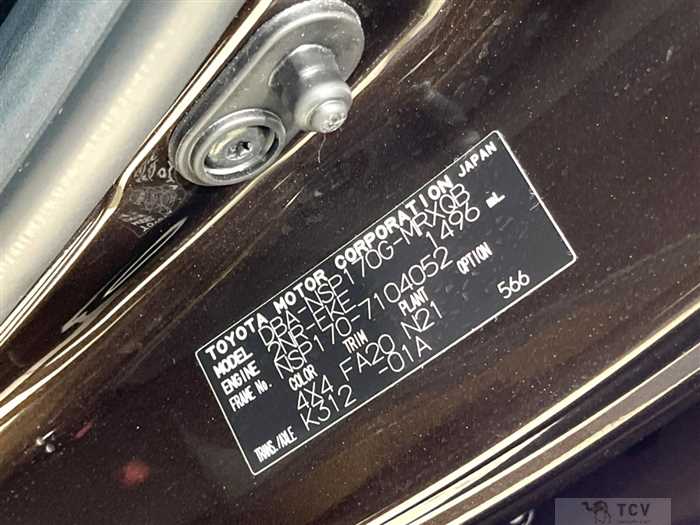 TOYOTA MOTOR CORPORATION JAPAN
MODEL DBA-NSP170G-MRXQB
ENGINE 2NR-FKE 1496 mL
FRAME No. NSP170-7104052
COLOR TRIM PLANT OPTION
4X4 FA20 N21 566
TRANS./AXLE K312 -01A
TCV